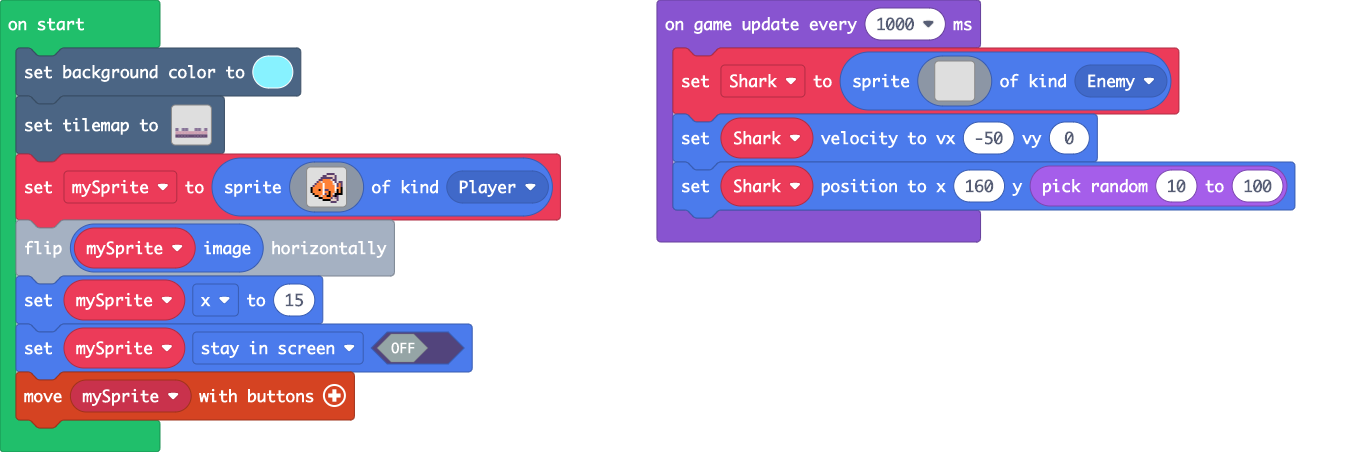 on start
set background color to
set tilemap to
set mySprite to sprite of kind Player
flip mySprite image horizontally
set mySprite x to 15
set mySprite stay in screen OFF
move mySprite with buttons
on game update every 1000 ms
set Shark to sprite of kind Enemy
set Shark velocity to vx -50 vy 0
set Shark position to x 160 y pick random 10 to 100